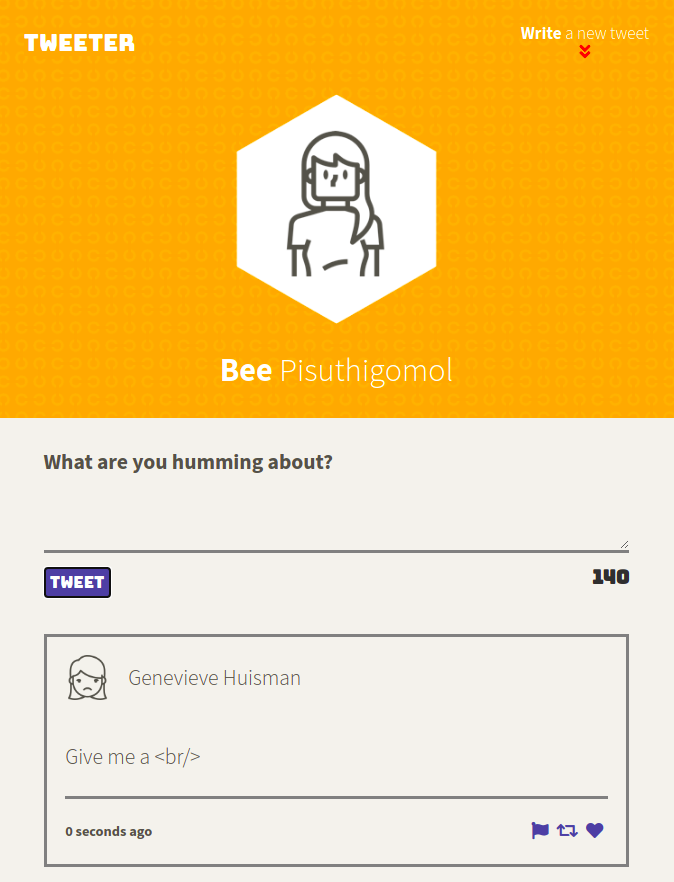 TWEETER
Write a new tweet
Bee Pisuthigomol
What are you humming about?
TWEET
140
Genevieve Huisman
Give me a <br/>
0 seconds ago